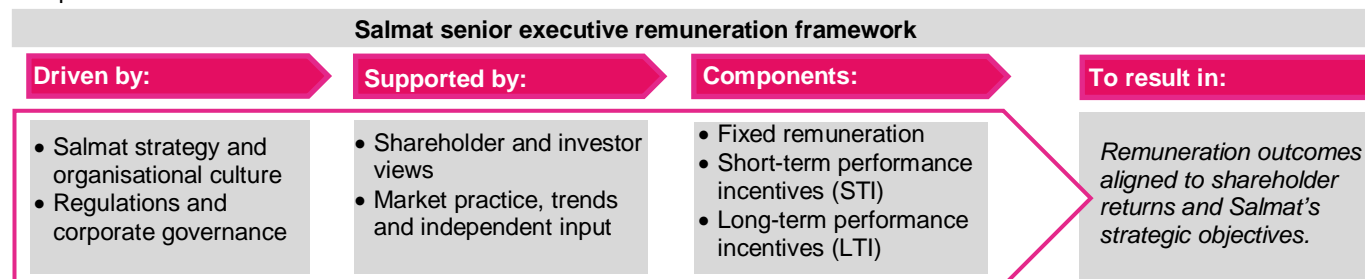 Salmat senior executive remuneration framework
Driven by:
Supported by:
Components:
To result in:
• Salmat strategy and
organisational culture
• Regulations and
corporate governance
• Shareholder and investor
views
• Market practice, trends
and independent input
• Fixed remuneration
• Short-term performance
incentives (STI)
• Long-term performance
incentives (LTI)
Remuneration outcomes
aligned to shareholder
returns and Salmat’s
strategic objectives.